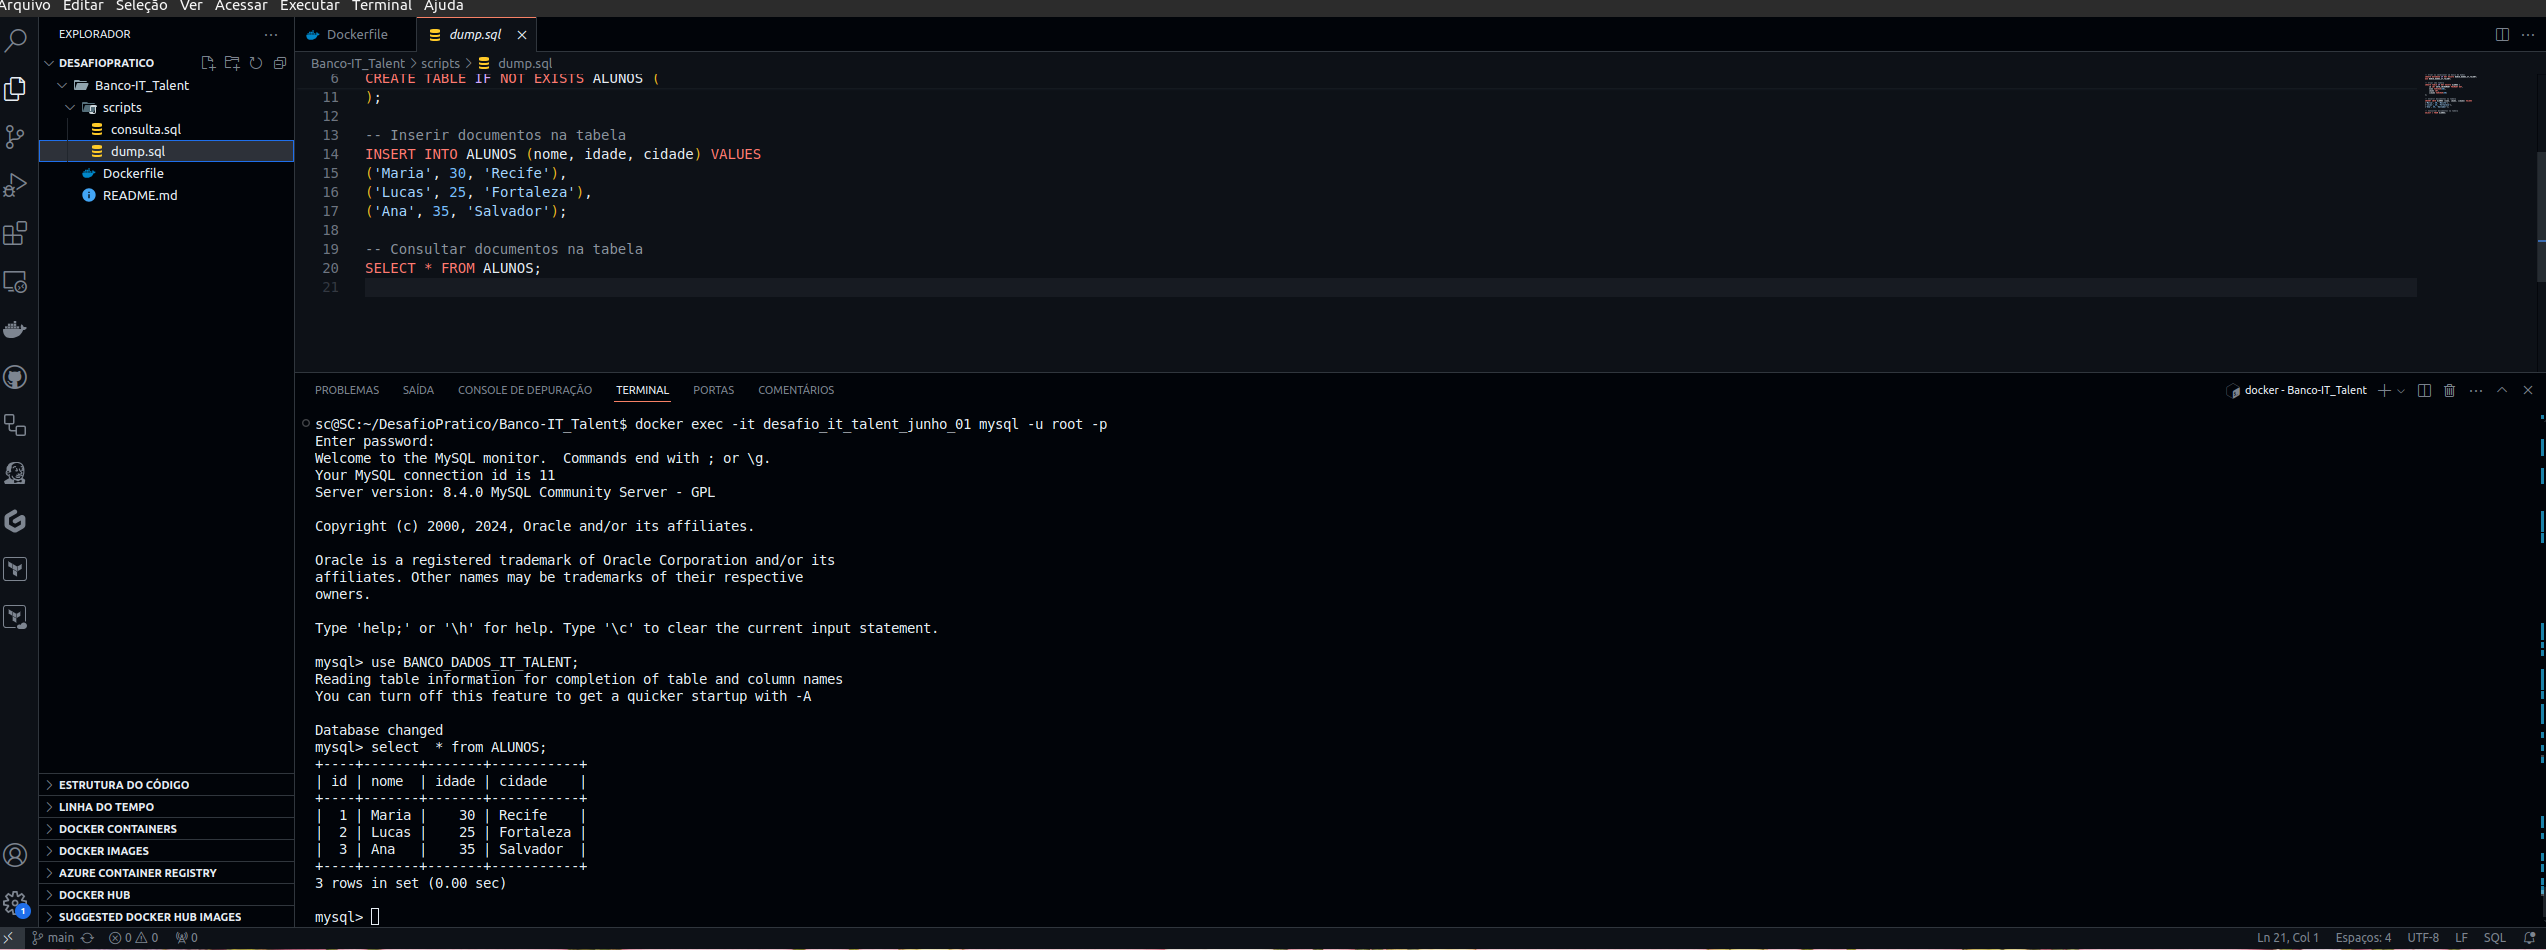 Arquivo Editar Seleção Ver Acessar Executar Terminal Ajuda
EXPLORADOR
DESAFIOPRATICO
Banco-IT_Talent
scripts
consulta.sql
dump.sql
Dockerfile
README.md
ESTRUTURA DO CÓDIGO
LINHA DO TEMPO
DOCKER CONTAINERS
DOCKER IMAGES
AZURE CONTAINER REGISTRY
DOCKER HUB
SUGGESTED DOCKER HUB IMAGES
Dockerfile dump.sql
Banco-IT_Talent > scripts > dump.sql
6 CREATE TABLE IF NOT EXISTS ALUNOS (
11 );
12
13 -- Inserir documentos na tabela
14 INSERT INTO ALUNOS (nome, idade, cidade) VALUES
15 ('Maria', 30, 'Recife'),
16 ('Lucas', 25, 'Fortaleza'),
17 ('Ana', 35, 'Salvador');
18
19 -- Consultar documentos na tabela
20 SELECT * FROM ALUNOS;
21
PROBLEMAS SAÍDA CONSOLE DE DEPURAÇÃO TERMINAL PORTAS COMENTÁRIOS
docker - Banco-IT_Talent
sc@SC:~/DesafioPratico/Banco-IT_Talent$ docker exec -it desafio_it_talent_junho_01 mysql -u root -p
Enter password:
Welcome to the MySQL monitor.  Commands end with ; or \g.
Your MySQL connection id is 11
Server version: 8.4.0 MySQL Community Server - GPL
Copyright (c) 2000, 2024, Oracle and/or its affiliates.
Oracle is a registered trademark of Oracle Corporation and/or its
affiliates. Other names may be trademarks of their respective
owners.
Type 'help;' or '\h' for help. Type '\c' to clear the current input statement.
mysql> use BANCO_DADOS_IT_TALENT;
Reading table information for completion of table and column names
You can turn off this feature to get a quicker startup with -A
Database changed
mysql> select  * from ALUNOS;
+----+-------+-------+-----------+
| id | nome  | idade | cidade    |
+----+-------+-------+-----------+
|  1 | Maria |    30 | Recife    |
|  2 | Lucas |    25 | Fortaleza |
|  3 | Ana   |    35 | Salvador  |
+----+-------+-------+-----------+
3 rows in set (0.00 sec)
mysql>
1
main 0 0 0
Ln 21, Col 1 Espaços: 4 UTF-8 LF SQL